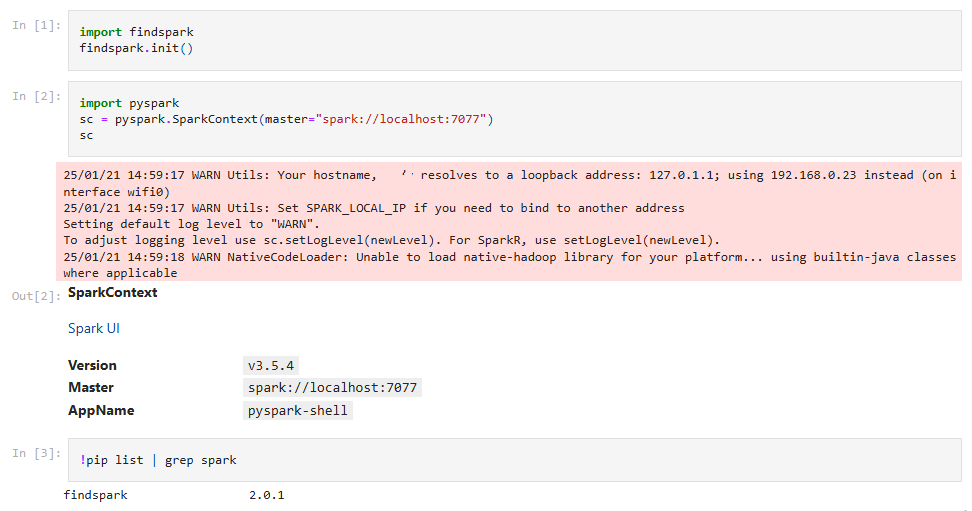 In [1]:
import findspark
findspark.init()
In [2]:
import pyspark
sc = pyspark.SparkContext(master="spark://localhost:7077")
sc
25/01/21 14:59:17 WARN Utils: Your hostname, resolves to a loopback address: 127.0.1.1; using 192.168.0.23 instead (on i
nterface wifi0)
25/01/21 14:59:17 WARN Utils: Set SPARK_LOCAL_IP if you need to bind to another address
Setting default log level to "WARN".
To adjust logging level use sc.setLogLevel(newLevel). For SparkR, use setLogLevel(newLevel).
25/01/21 14:59:18 WARN NativeCodeLoader: Unable to load native-hadoop library for your platform... using builtin-java classes
where applicable
Out[2]: SparkContext
Spark UI
Version v3.5.4
Master spark://localhost:7077
AppName pyspark-shell
In [3]:
!pip list | grep spark
findspark 2.0.1